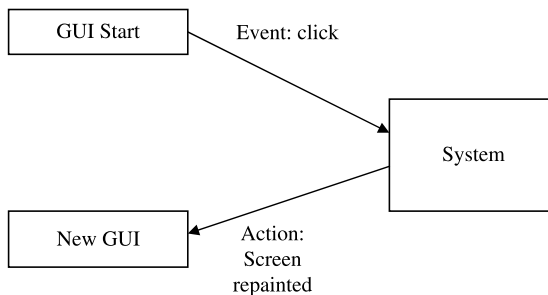 GUI Start
Event: click
System
New GUI
Action:
Screen
repainted